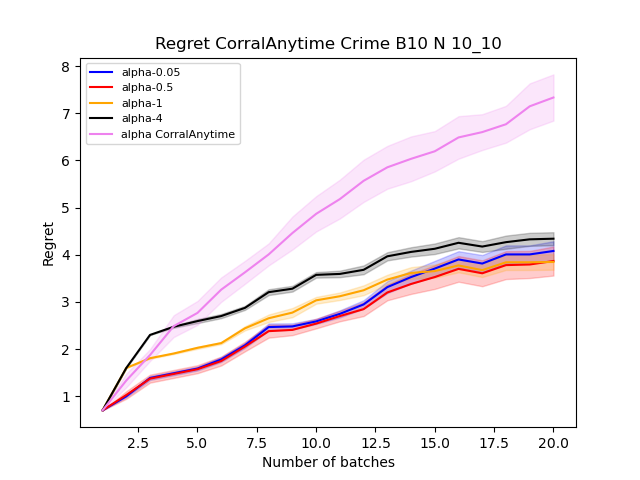 Regret CorralAnytime Crime B10 N 10_10
8
7
6
5
4
3
2
1
Regret
alpha-0.05
alpha-0.5
alpha-1
alpha-4
alpha CorralAnytime
2.5 5.0 7.5 10.0 12.5 15.0 17.5 20.0
Number of batches